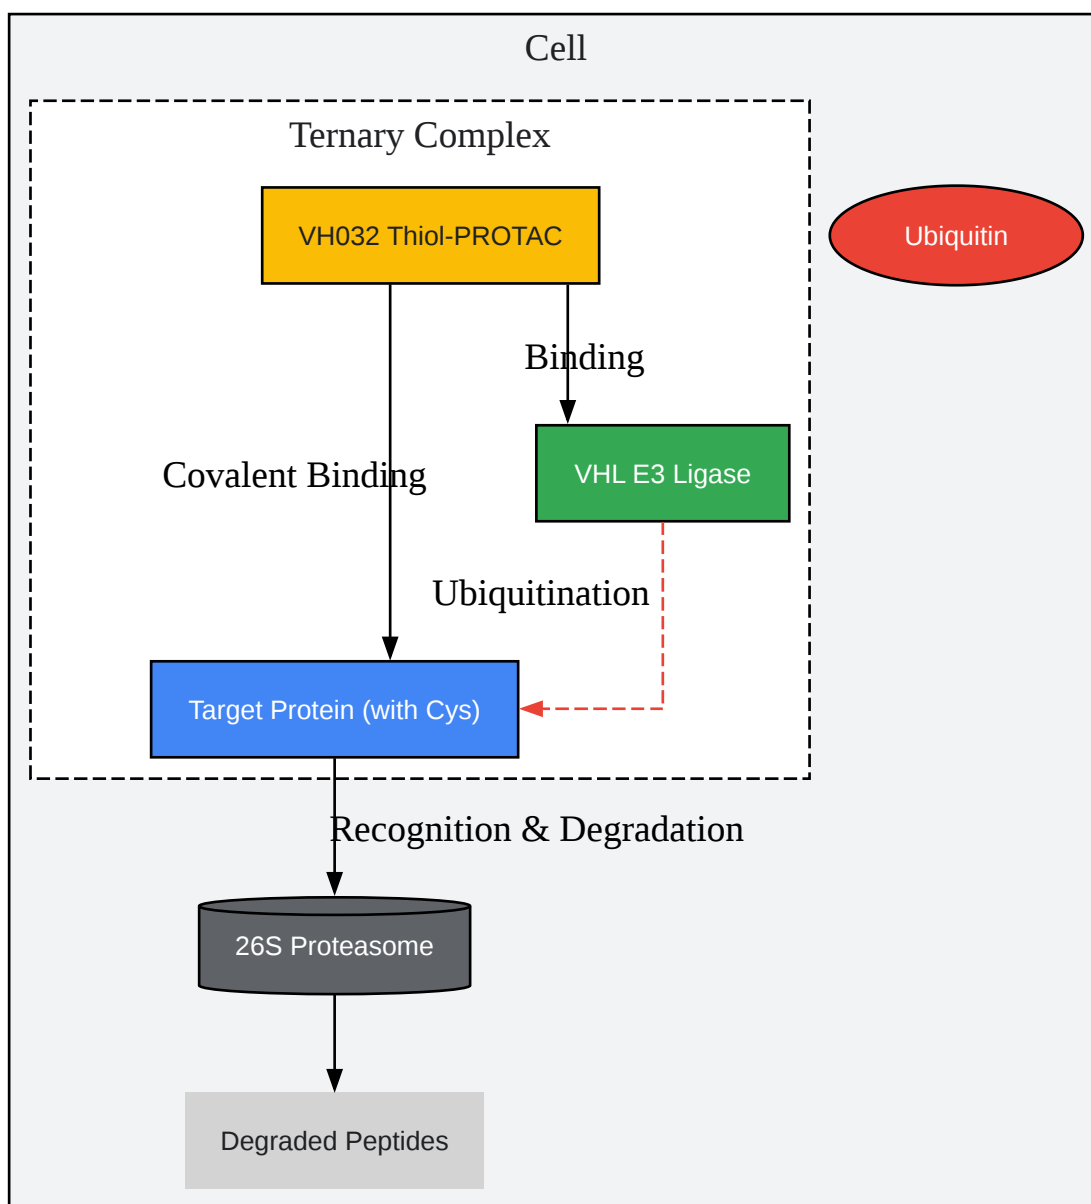 Cell
Ternary Complex
VH032 Thiol-PROTAC
Ubiquitin
Binding
Covalent Binding
VHL E3 Ligase
Ubiquitination
Target Protein (with Cys)
Recognition & Degradation
26S Proteasome
Degraded Peptides